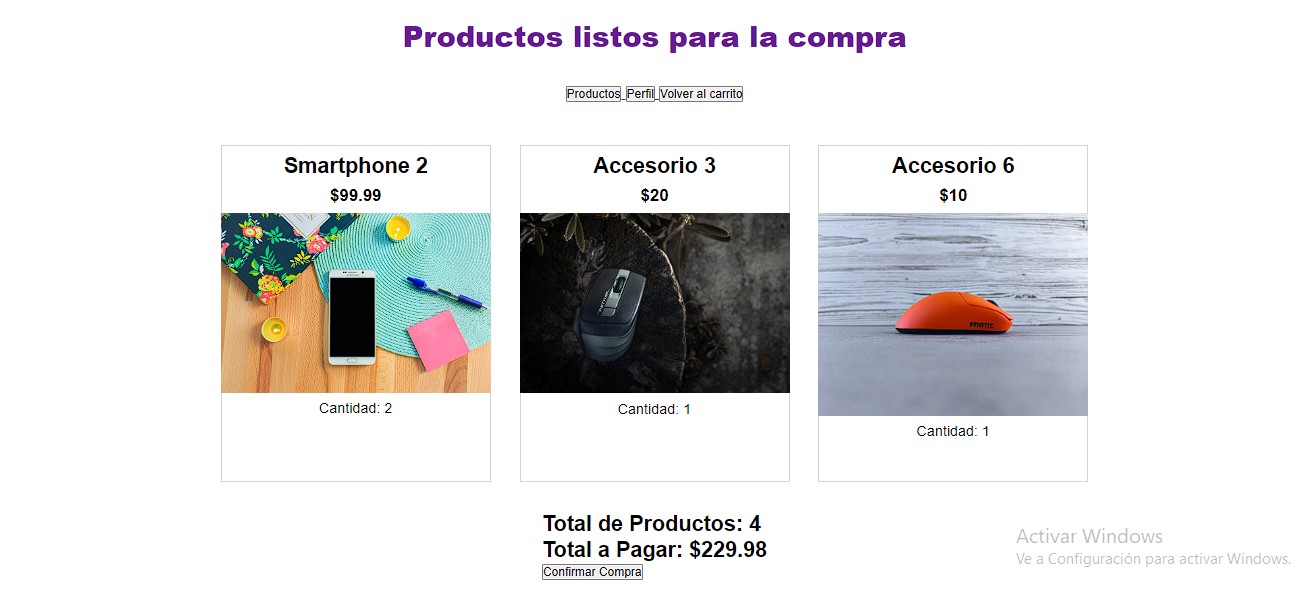 Productos listos para la compra
Productos Perfil Volver al carrito
Smartphone 2
$99.99
Cantidad: 2
Accesorio 3
$20
Cantidad: 1
Accesorio 6
$10
FNATIC
Cantidad: 1
Total de Productos: 4
Total a Pagar: $229.98
Confirmar Compra
Activar Windows
Ve a Configuración para activar Windows.